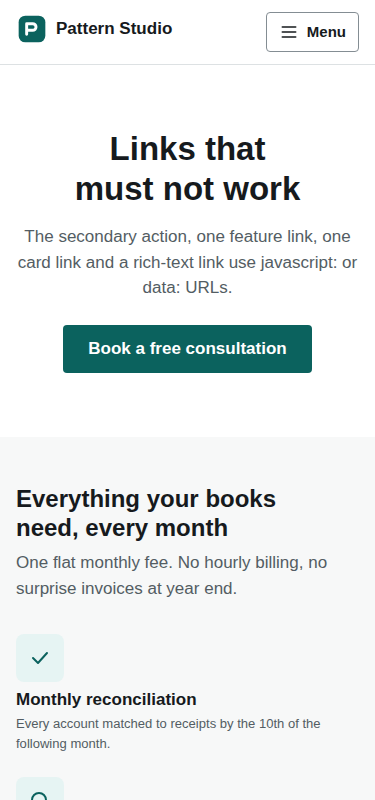 Pattern Studio
Menu
Links that
must not work
The secondary action, one feature link, one
card link and a rich-text link use javascript: or
data: URLs.
Book a free consultation
Everything your books
need, every month
One flat monthly fee. No hourly billing, no
surprise invoices at year end.
Monthly reconciliation
Every account matched to receipts by the 10th of the
following month.